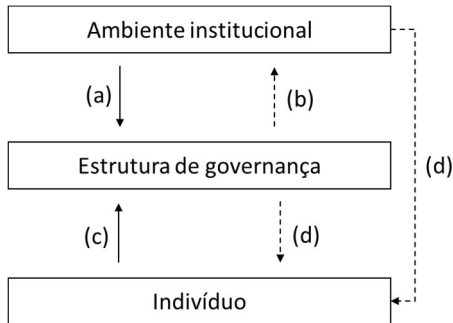 Ambiente institucional
(a)
(b)
Estrutura de governança
(d)
(c)
(d)
Indivíduo